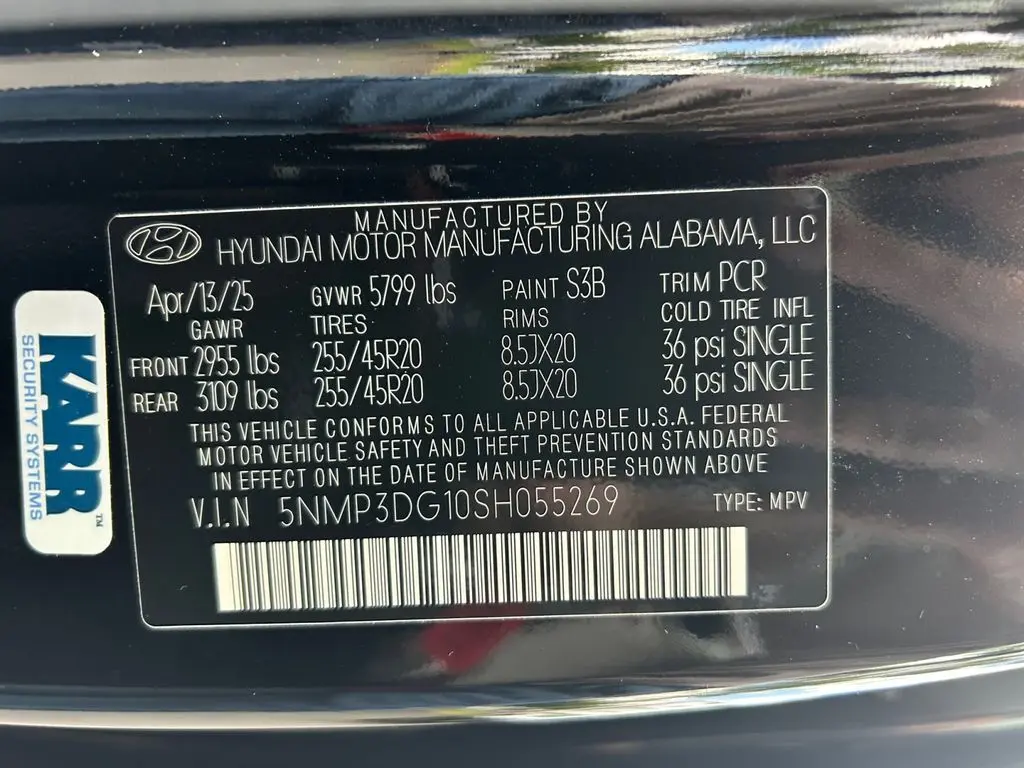 MANUFACTURED BY
HYUNDAI MOTOR MANUFACTURING ALABAMA, LLC
Apr/13/25 GVWR 5799 lbs PAINT S3B TRIM PCR
GAWR TIRES RIMS COLD TIRE INFL
FRONT 2955 lbs 255/45R20 8.5JX20 36 psi SINGLE
REAR 3109 lbs 255/45R20 8.5JX20 36 psi SINGLE
THIS VEHICLE CONFORMS TO ALL APPLICABLE U.S.A. FEDERAL
MOTOR VEHICLE SAFETY AND THEFT PREVENTION STANDARDS
IN EFFECT ON THE DATE OF MANUFACTURE SHOWN ABOVE
V.I.N 5NMP3DG10SH055269 TYPE: MPV
KARR™
SECURITY SYSTEMS